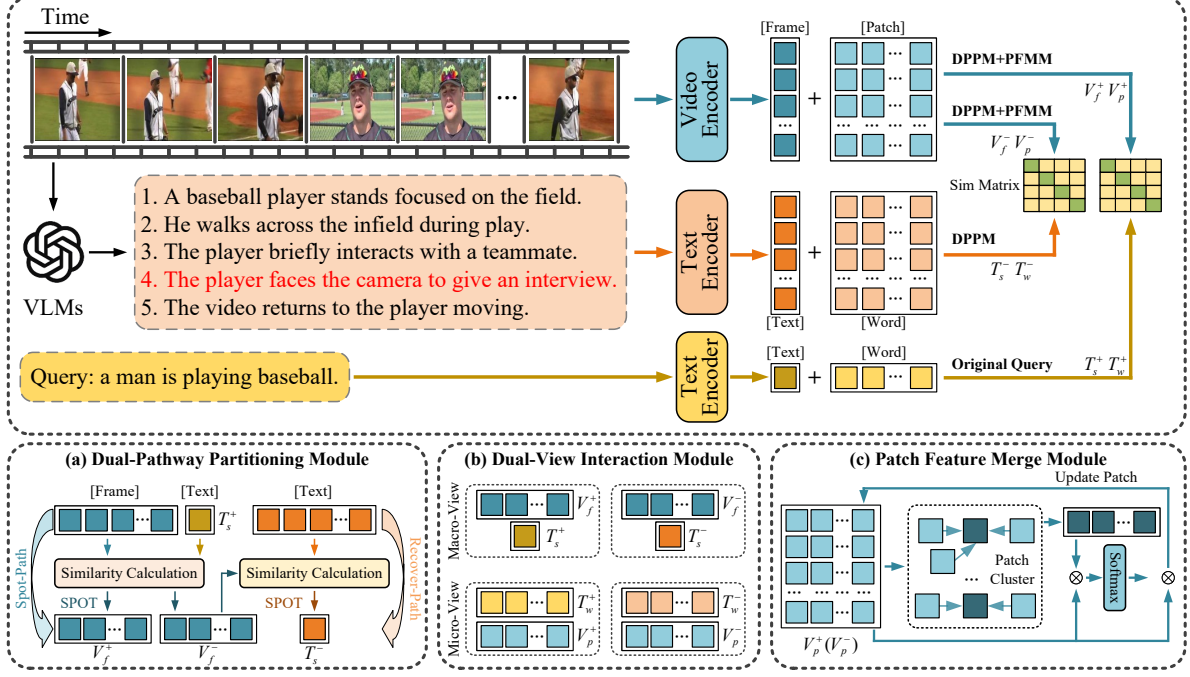 Time
...
VLMs
1. A baseball player stands focused on the field.
2. He walks across the infield during play.
3. The player briefly interacts with a teammate.
4. The player faces the camera to give an interview.
5. The video returns to the player moving.
Query: a man is playing baseball.
Video Encoder
Text Encoder
Text Encoder
[Frame]
+
[Patch]
[Text]
+
[Word]
[Text]
+
[Word]
DPPM+PFMM
V_f^+ V_p^+
DPPM+PFMM
V_f^- V_p^-
Sim Matrix
DPPM
T_s^- T_w^-
Original Query
T_s^+ T_w^+
(a) Dual-Pathway Partitioning Module
[Frame]
[Text]
[Text]
T_s^+
Spot-Path
Similarity Calculation
Similarity Calculation
Recover-Path
SPOT
SPOT
V_f^+
V_f^-
T_s^-
(b) Dual-View Interaction Module
Macro-View
V_f^+
V_f^-
T_s^+
T_s^-
Micro-View
T_w^+
T_w^-
V_p^+
V_p^-
(c) Patch Feature Merge Module
Update Patch
Patch
... Cluster
Softmax
V_p^+ (V_p^-)